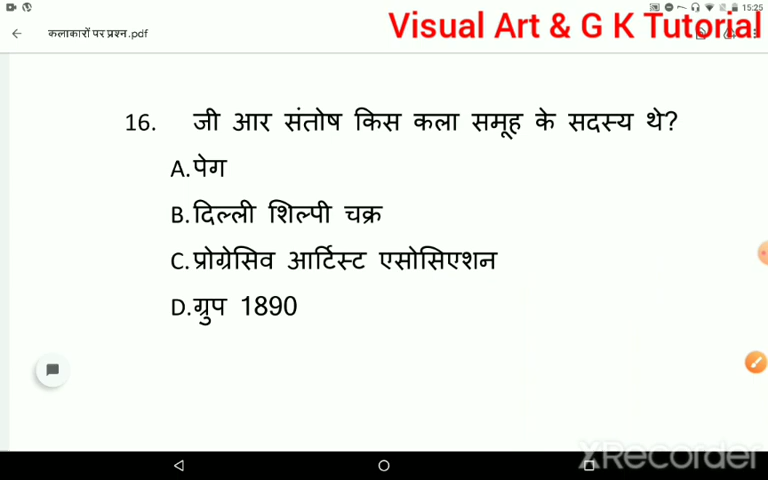 15:25
कलाकारों पर प्रश्न.pdf
Visual Art & G K Tutorial
16. जी आर संतोष किस कला समूह के सदस्य थे?
A.पेग
B.दिल्ली शिल्पी चक्र
C.प्रोग्रेसिव आर्टिस्ट एसोसिएशन
D.ग्रुप 1890
XRecorder